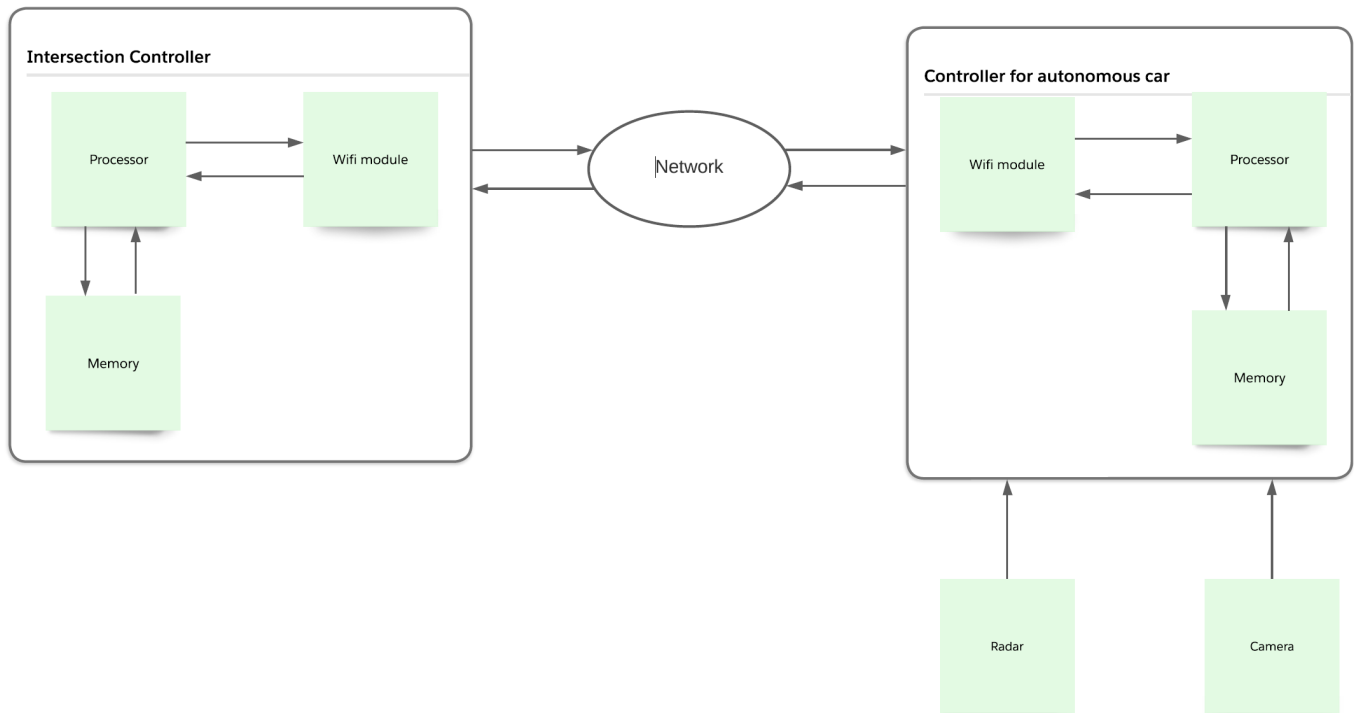 Intersection Controller
Processor
Wifi module
Memory
Network
Controller for autonomous car
Wifi module
Processor
Memory
Radar
Camera